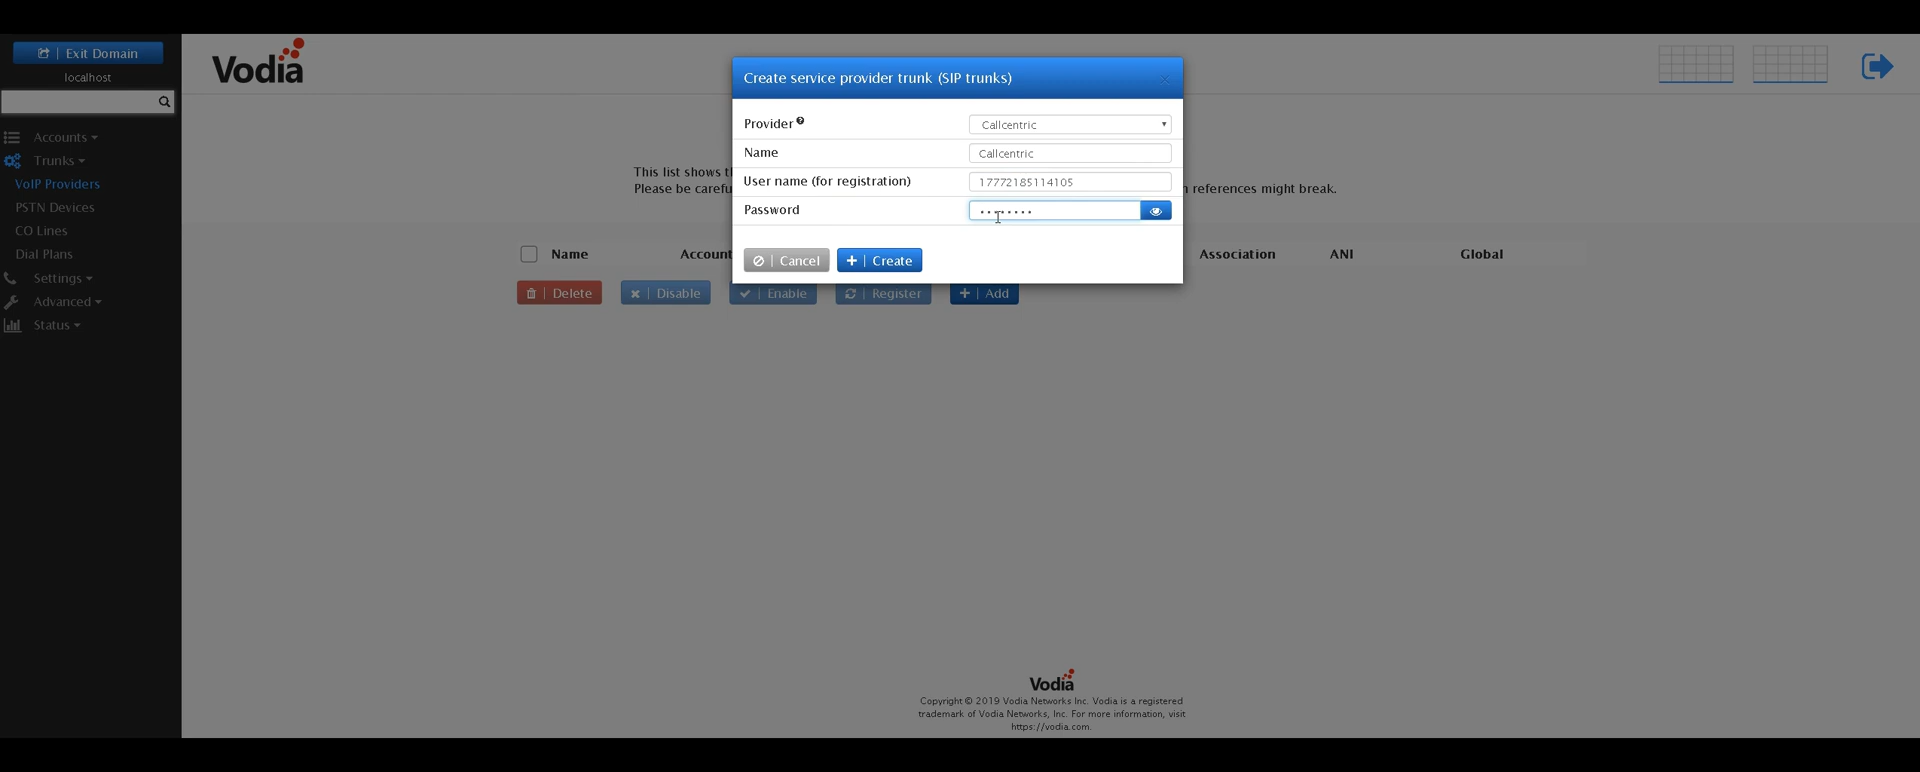 Exit Domain
localhost
Accounts
Trunks
VoIP Providers
PSTN Devices
CO Lines
Dial Plans
Settings
Advanced
Status
Vodia
Create service provider trunk (SIP trunks)
Provider
Callcentric
Name
Callcentric
User name (for registration)
17772185114105
Password
Cancel
Create
This list shows t
Please be carefu
references might break.
Name
Account
Association
ANI
Global
Delete
Disable
Enable
Register
Add
Vodia
Copyright © 2019 Vodia Networks Inc. Vodia is a registered
trademark of Vodia Networks, Inc. For more information, visit
https://vodia.com.